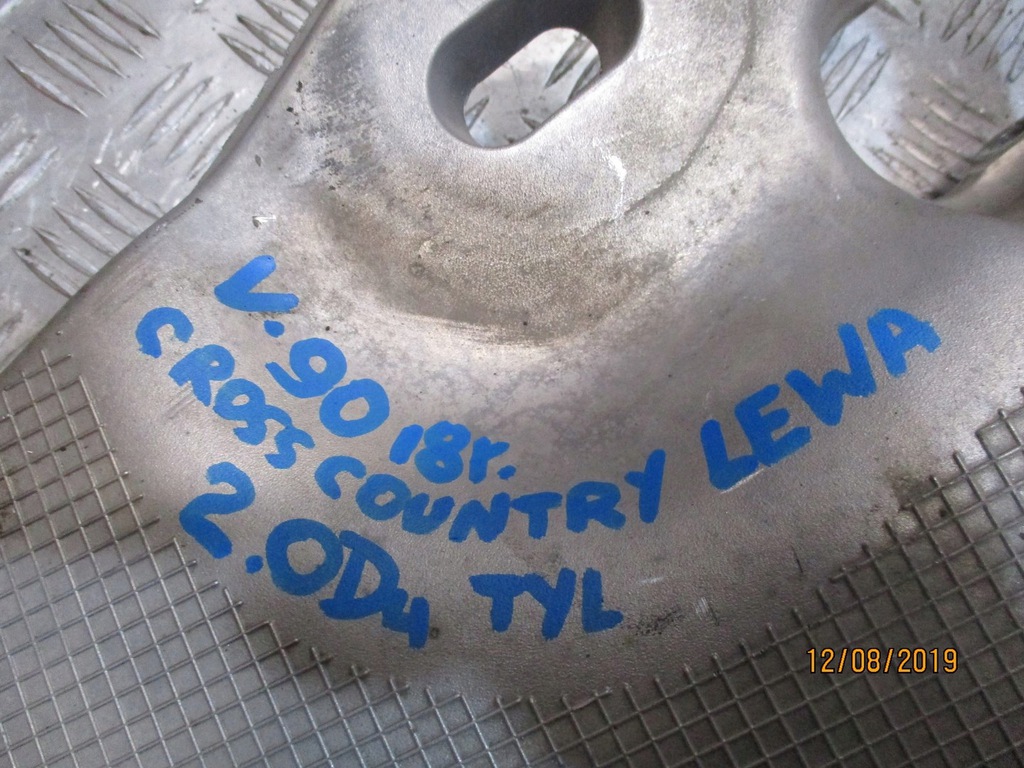 V.90 18r.
CROSS COUNTRY LEWA
2.0D4 TYL
12/08/2019